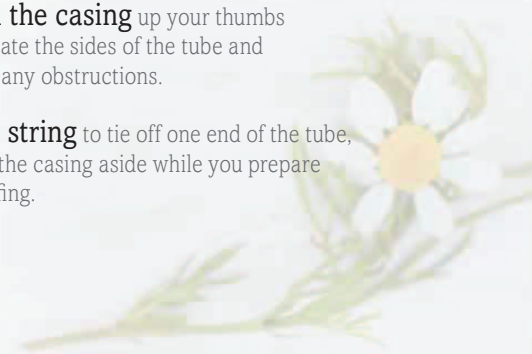 the casing up your thumbs
ate the sides of the tube and
any obstructions.
string to tie off one end of the tube,
the casing aside while you prepare
fing.